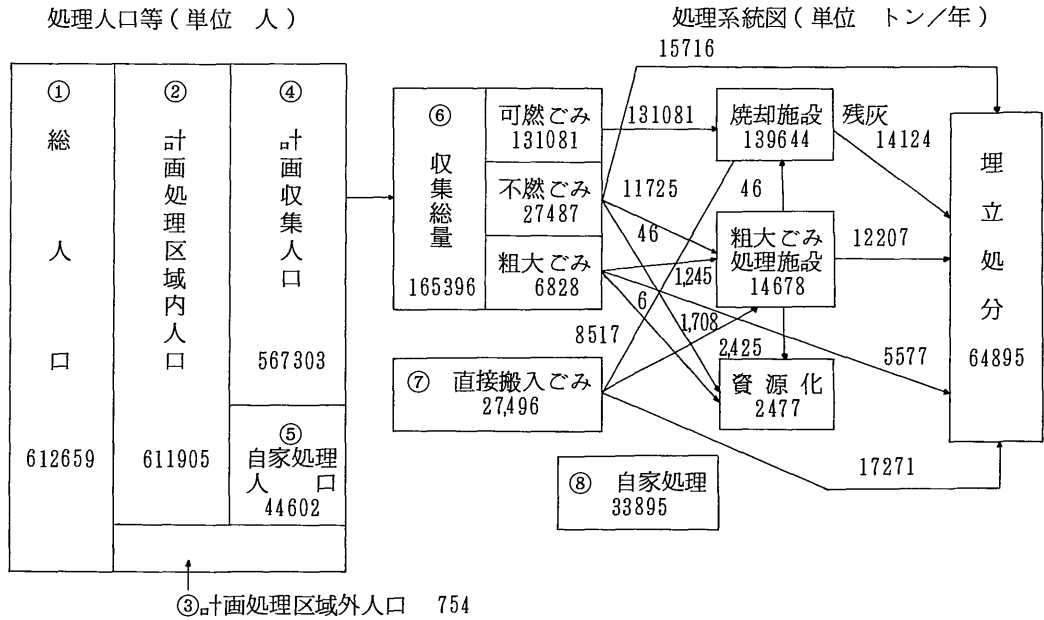 処理人口等(単位 人)
処理系統図(単位 トン/年)
①
総人口
612659
②
計画処理区域内人口
611905
④
計画収集人口
567303
⑤
自家処理
人口
44602
③計画処理区域外人口 754
⑥
収集総量
165396
可燃ごみ
131081
不燃ごみ
27487
粗大ごみ
6828
⑦ 直接搬入ごみ
27,496
⑧ 自家処理
33895
15716
131081
11725
46
1,245
6
8517
1,708
2,425
46
焼却施設
139644
粗大ごみ
処理施設
14678
資源化
2477
残灰
14124
12207
5577
17271
埋立処分
64895